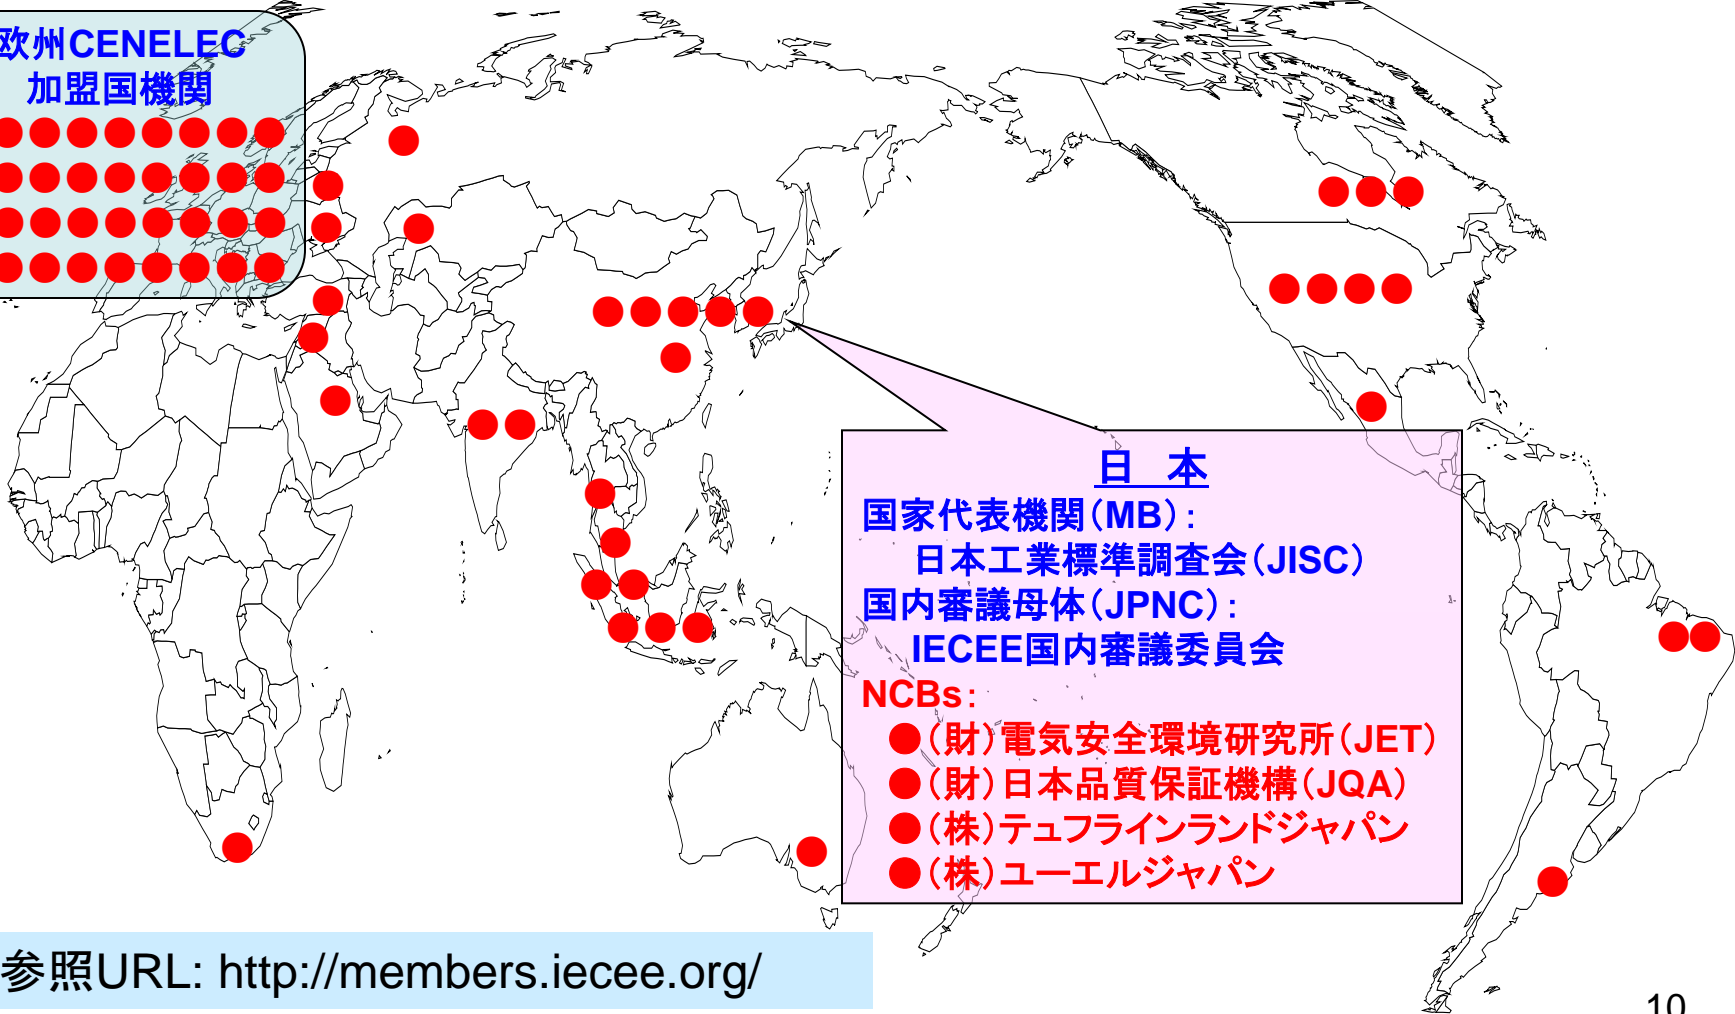 欧州CENELEC
加盟国機関
日 本
国家代表機関（MB）：
日本工業標準調査会（JISC）
国内審議母体（JPNC）：
IECEE国内審議委員会
NCBs：
●（財）電気安全環境研究所（JET）
●（財）日本品質保証機構（JQA）
●（株）テュフラインランドジャパン
●（株）ユーエルジャパン
参照URL: http://members.iecee.org/
10